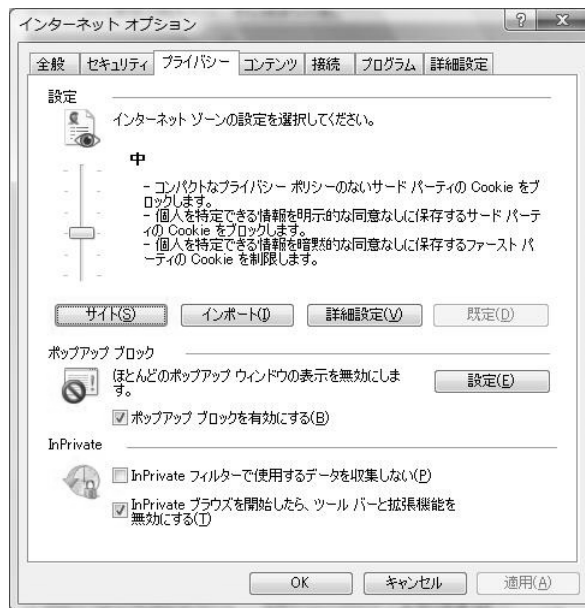 インターネット オプション
?
X
全般 セキュリティ プライバシー コンテンツ 接続 プログラム 詳細設定
設定
インターネット ゾーンの設定を選択してください。
中
- コンパクトなプライバシー ポリシーのないサード パーティの Cookie をブ
ロックします。
- 個人を特定できる情報を明示的な同意なしに保存するサード パーテ
ィの Cookie をブロックします。
- 個人を特定できる情報を暗黙的な同意なしに保存するファースト パ
ーティの Cookie を制限します。
サイト(S) インポート(I) 詳細設定(V) 既定(D)
ポップアップ ブロック
ほとんどのポップアップ ウィンドウの表示を無効にしま
す。
設定(E)
ポップアップ ブロックを有効にする(B)
InPrivate
InPrivate フィルターで使用するデータを収集しない(P)
InPrivate ブラウズを開始したら、ツール バーと拡張機能を
無効にする(T)
OK キャンセル 適用(A)